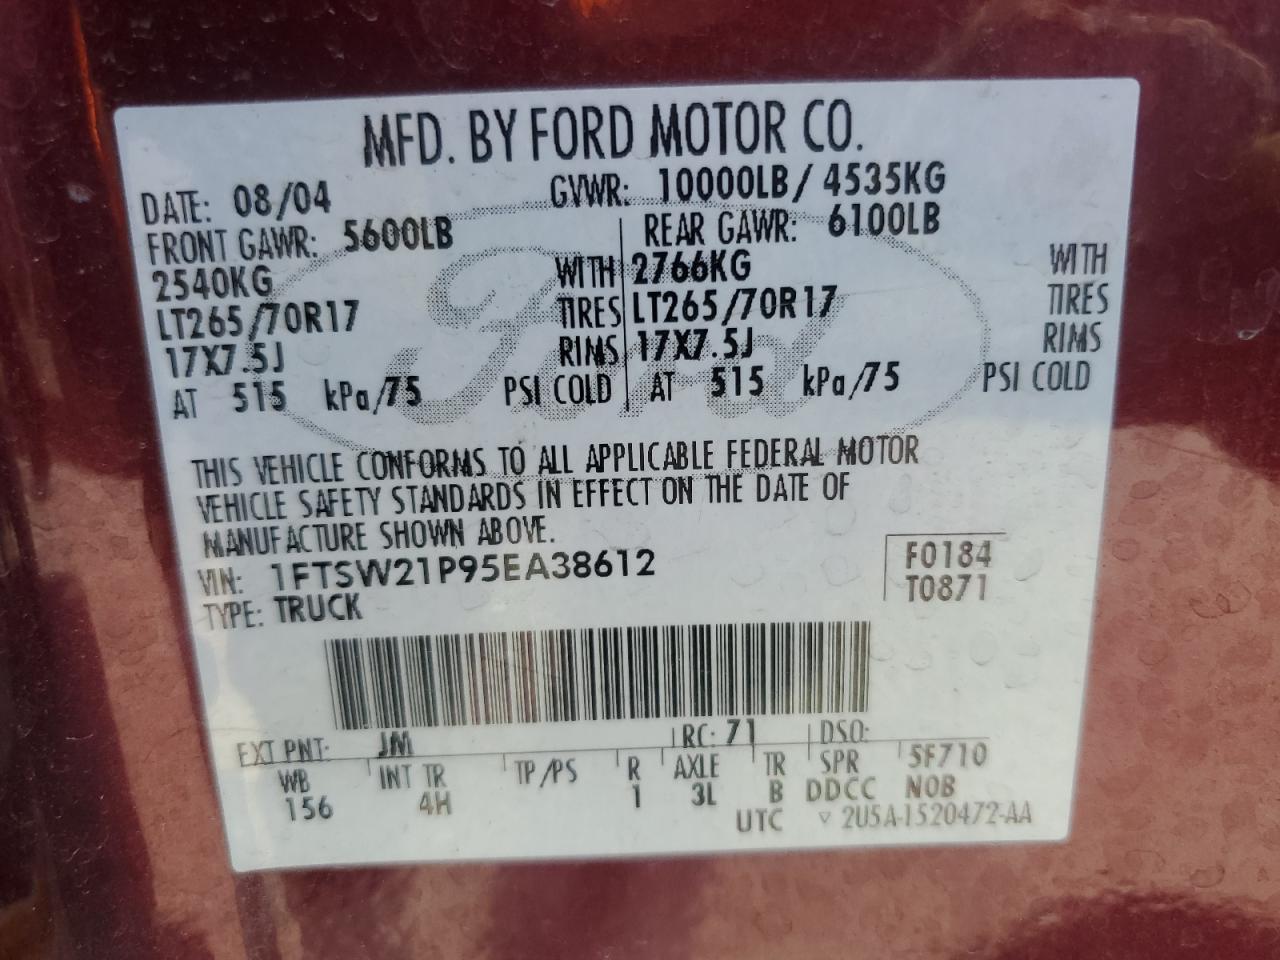 MFD. BY FORD MOTOR CO.
DATE: 08/04 GVWR: 10000LB/ 4535KG
FRONT GAWR: 5600LB REAR GAWR: 6100LB
2540KG WITH 2766KG WITH
LT265/70R17 TIRES LT265/70R17 TIRES
17X7.5J RIMS 17X7.5J RIMS
AT 515 kPa/75 PSI COLD AT 515 kPa/75 PSI COLD
Ford
THIS VEHICLE CONFORMS TO ALL APPLICABLE FEDERAL MOTOR
VEHICLE SAFETY STANDARDS IN EFFECT ON THE DATE OF
MANUFACTURE SHOWN ABOVE.
VIN: 1FTSW21P95EA38612 F0184
TYPE: TRUCK T0871
EXT PNT: JM RC: 71 DSO:
WB INT TR TP/PS R AXLE TR SPR 5F710
156 4H 1 3L B DDCC NOB
UTC ▽ 2U5A-1520472-AA